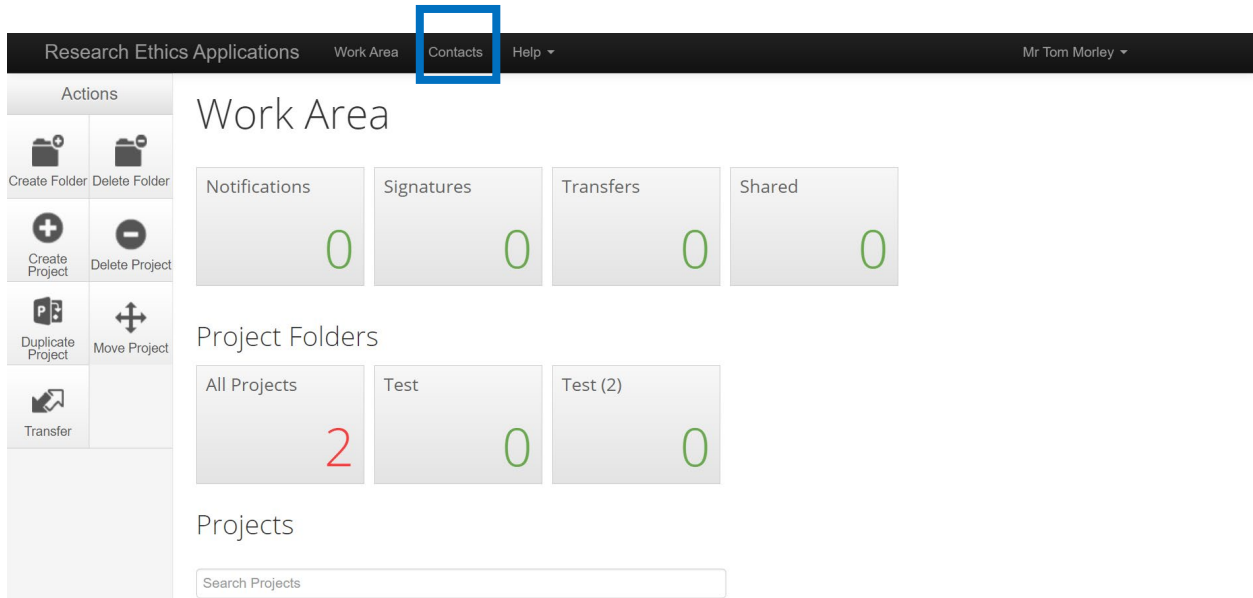 Research Ethics Applications Work Area Contacts Help Mr Tom Morley
Actions
Create Folder Delete Folder
Create
Project
Delete Project
Duplicate
Project
Move Project
Transfer
Work Area
Notifications Signatures Transfers Shared
0 0 0 0
Project Folders
All Projects Test Test (2)
2 0 0
Projects
Search Projects